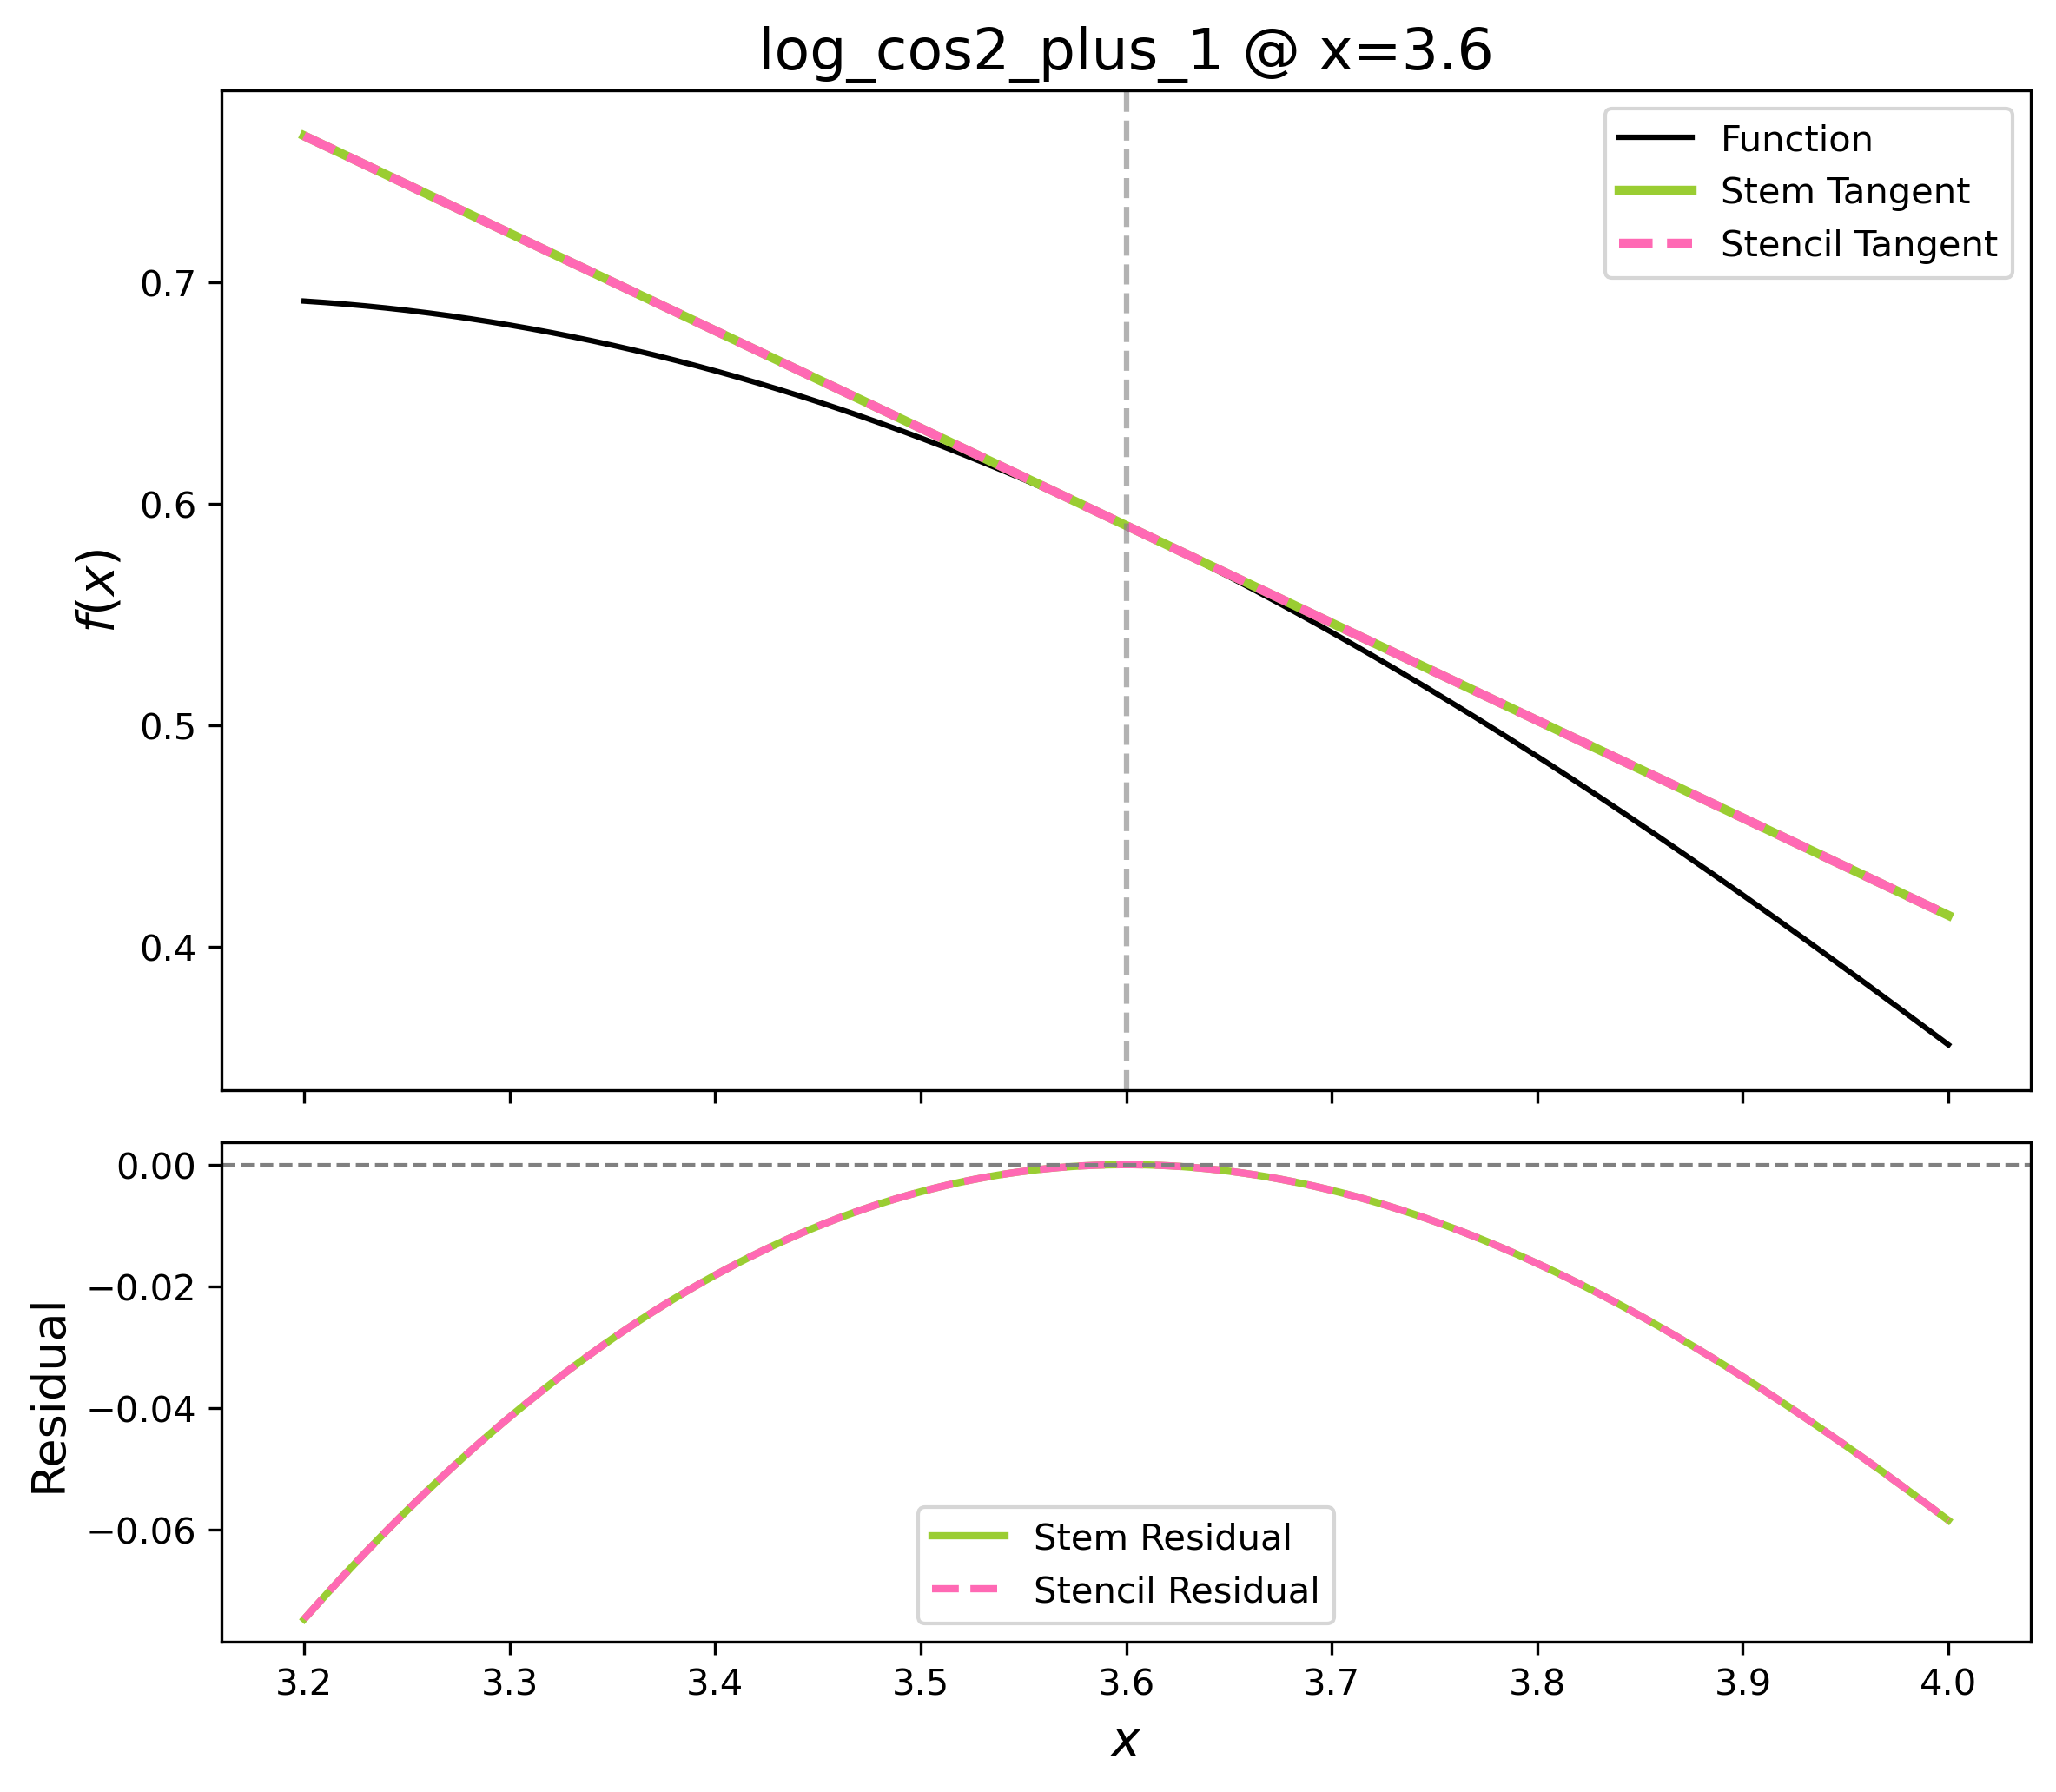 log_cos2_plus_1 @ x=3.6
Function
Stem Tangent
Stencil Tangent
0.7
0.6
0.5
0.4
f(x)
0.00
−0.02
−0.04
−0.06
Residual
Stem Residual
Stencil Residual
3.2 3.3 3.4 3.5 3.6 3.7 3.8 3.9 4.0
x